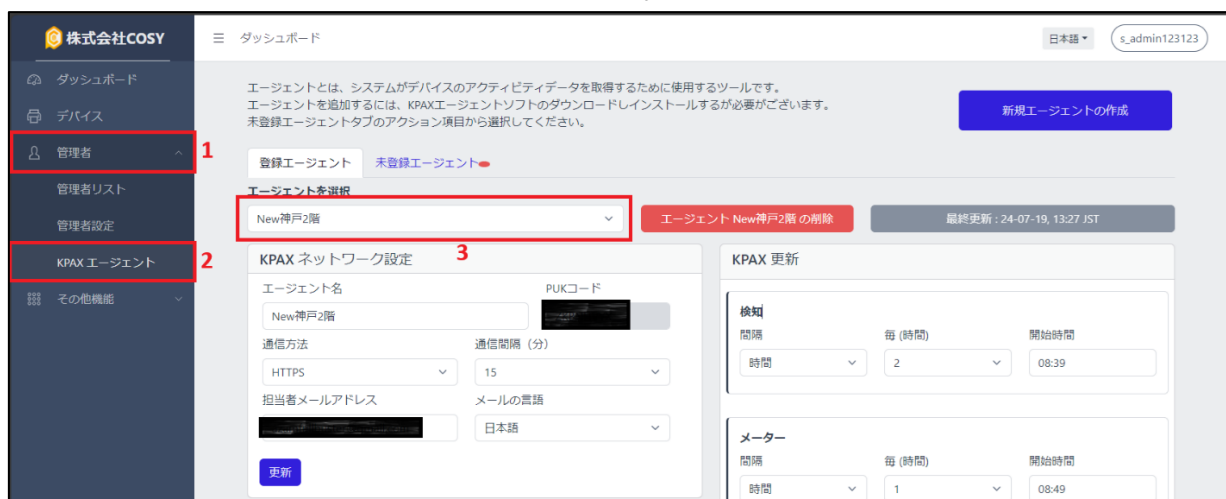 株式会社COSY
ダッシュボード
日本語
s_admin123123
ダッシュボード
デバイス
管理者
1
管理者リスト
管理者設定
KPAX エージェント
2
その他機能
エージェントとは、システムがデバイスのアクティビティデータを取得するために使用するツールです。
エージェントを追加するには、KPAXエージェントソフトのダウンロードしインストールするが必要がございます。
未登録エージェントタブのアクション項目から選択してください。
新規エージェントの作成
登録エージェント
未登録エージェント
エージェントを選択
New神戸2階
3
エージェント New神戸2階 の削除
最終更新 : 24-07-19, 13:27 JST
KPAX ネットワーク設定
エージェント名
PUKコード
New神戸2階
通信方法
通信間隔（分）
HTTPS
15
担当者メールアドレス
メールの言語
日本語
更新
KPAX 更新
検知
間隔
毎 (時間)
開始時間
時間
2
08:39
メーター
間隔
毎 (時間)
開始時間
時間
1
08:49